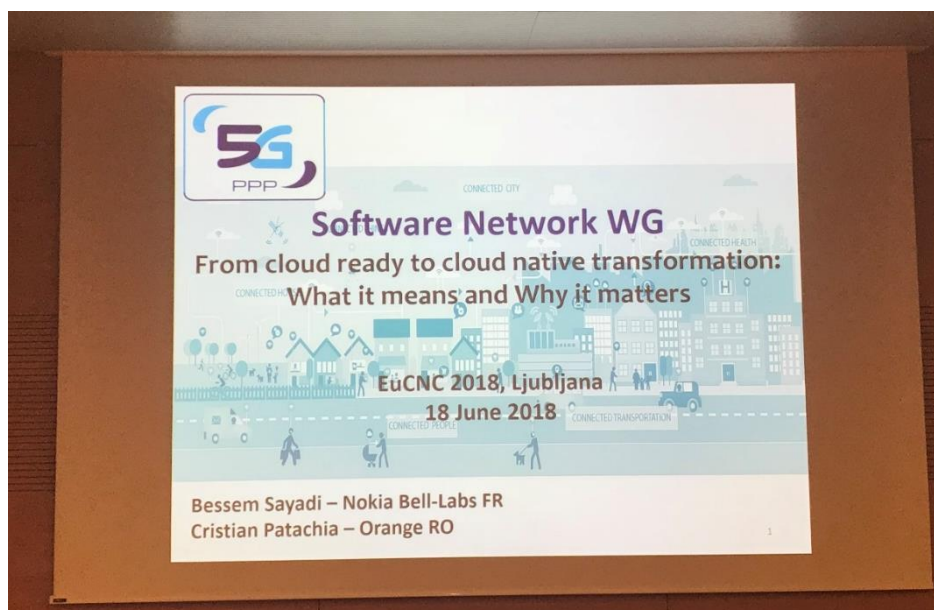 5G
PPP
CONNECTED CITY
Software Network WG
CONNECTED HEALTH
From cloud ready to cloud native transformation:
What it means and Why it matters
H
EuCNC 2018, Ljubljana
18 June 2018
CONNECTED PEOPLE
CONNECTED TRANSPORTATION
Bessem Sayadi – Nokia Bell-Labs FR
Cristian Patachia – Orange RO
1